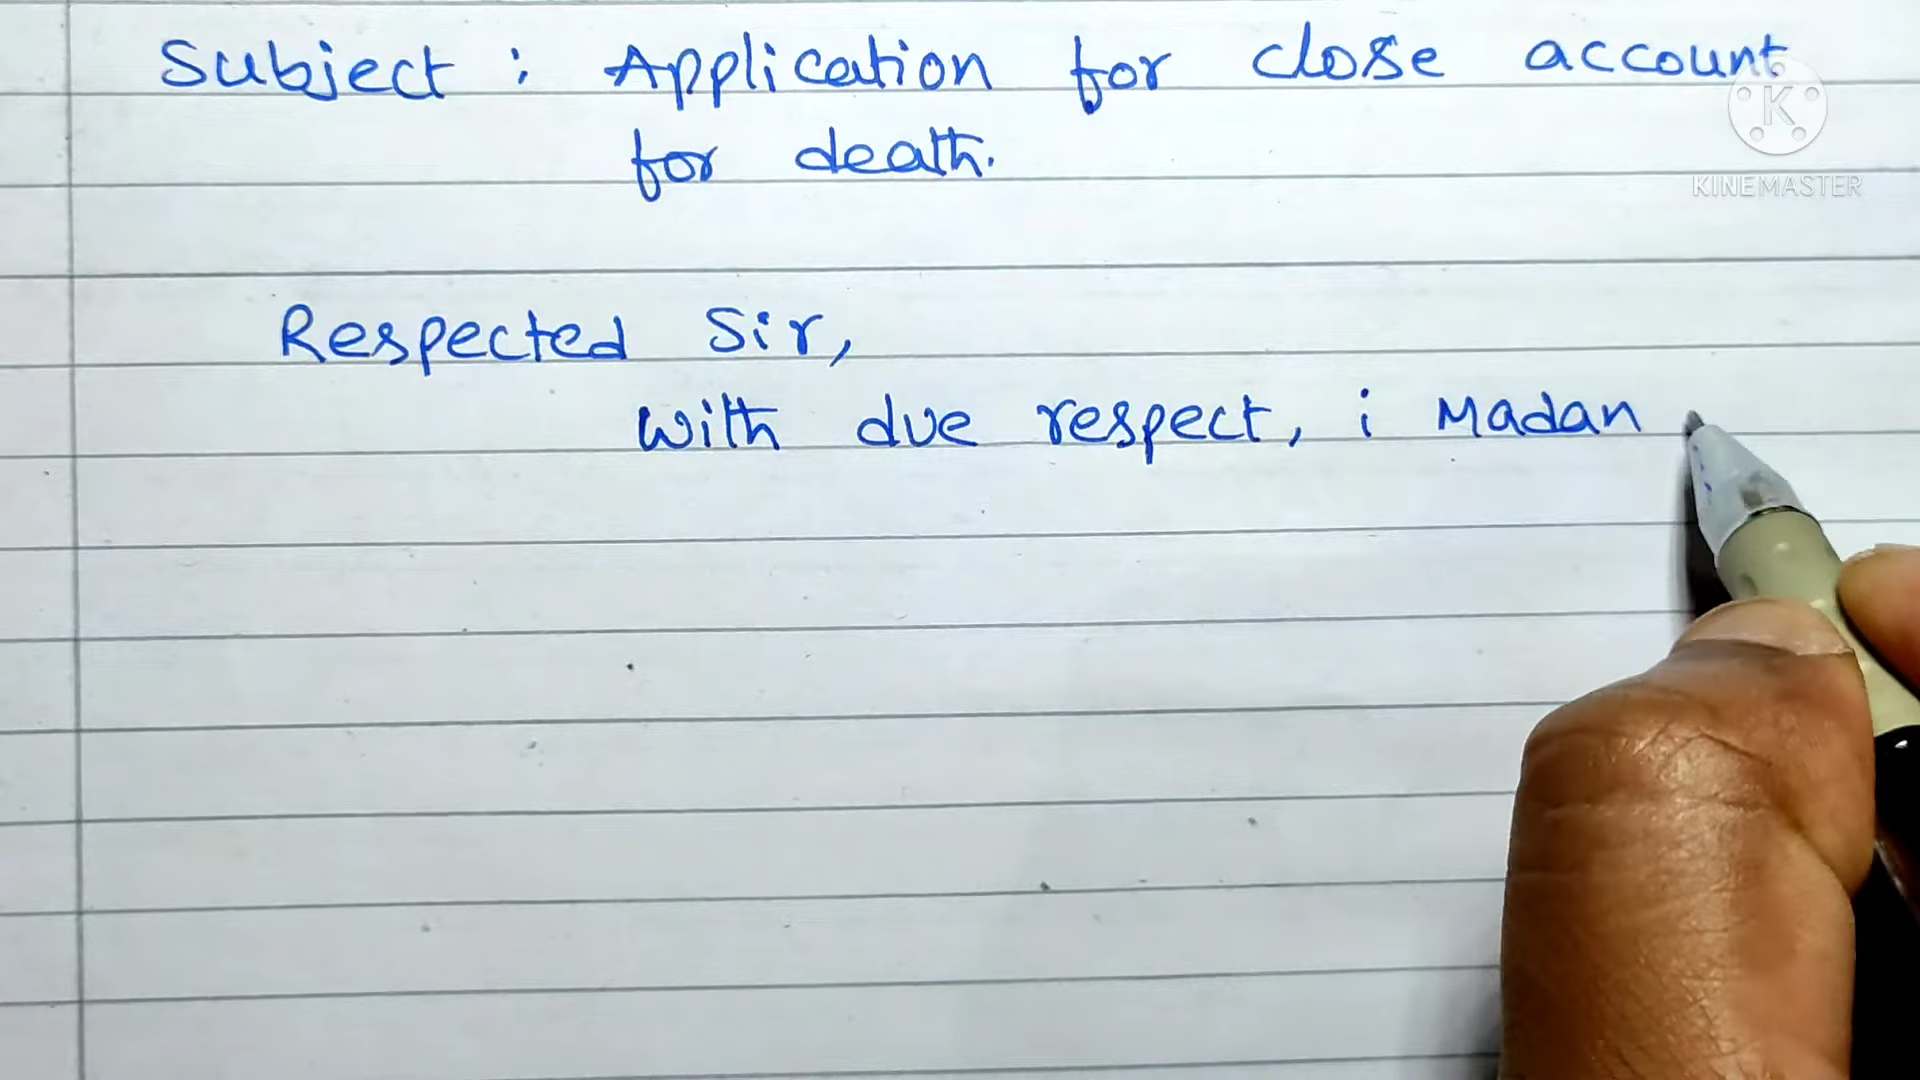 Subject : Application for close account
for death.
K
KINEMASTER
Respected Sir,
With due respect, i Madan